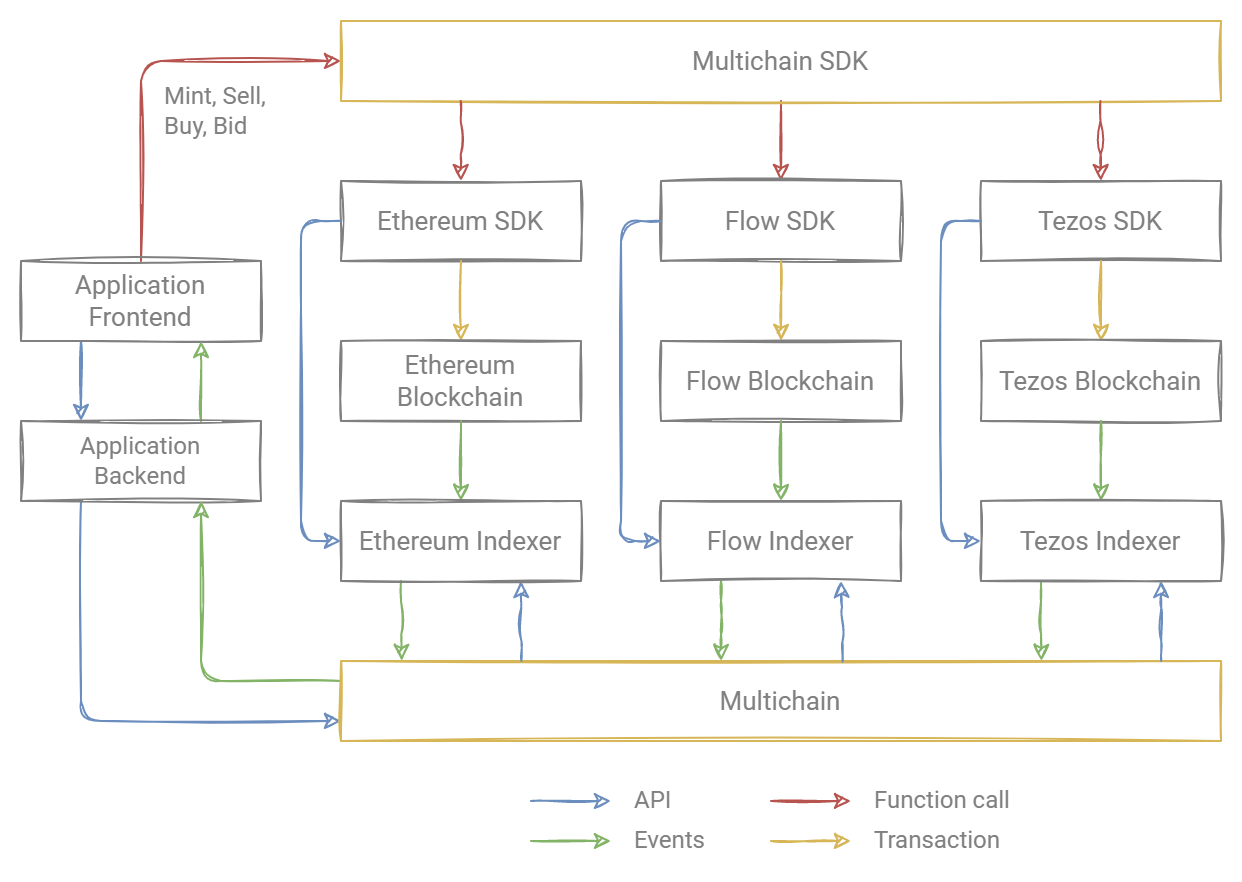 Multichain SDK
Mint, Sell,
Buy, Bid
Ethereum SDK
Flow SDK
Tezos SDK
Application
Frontend
Ethereum
Blockchain
Flow Blockchain
Tezos Blockchain
Application
Backend
Ethereum Indexer
Flow Indexer
Tezos Indexer
Multichain
API
Function call
Events
Transaction